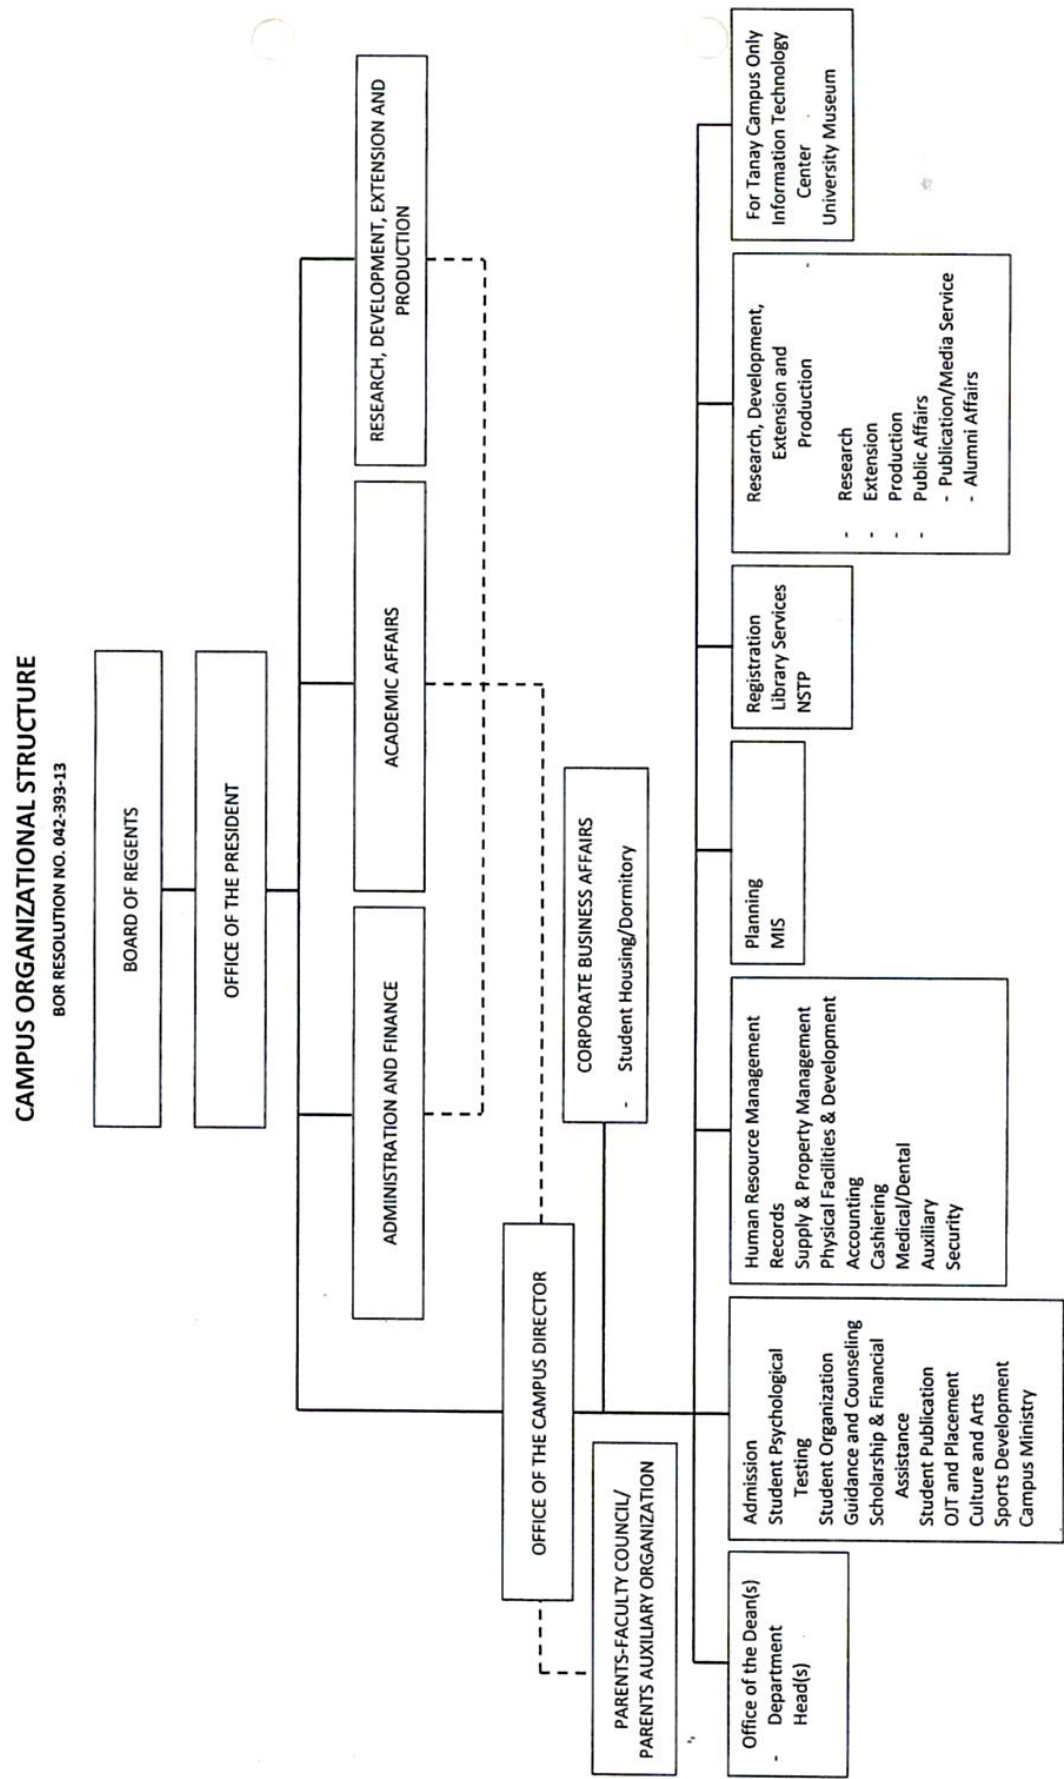 CAMPUS ORGANIZATIONAL STRUCTURE
BOR RESOLUTION NO. 042-393-13
BOARD OF REGENTS
OFFICE OF THE PRESIDENT
ADMINISTRATION AND FINANCE
ACADEMIC AFFAIRS
RESEARCH, DEVELOPMENT, EXTENSION AND
PRODUCTION
OFFICE OF THE CAMPUS DIRECTOR
PARENTS-FACULTY COUNCIL/
PARENTS AUXILIARY ORGANIZATION
CORPORATE BUSINESS AFFAIRS
- Student Housing/Dormitory
Office of the Dean(s)
- Department
Head(s)
Admission
Student Psychological
Testing
Student Organization
Guidance and Counseling
Scholarship & Financial
Assistance
Student Publication
OJT and Placement
Culture and Arts
Sports Development
Campus Ministry
Human Resource Management
Records
Supply & Property Management
Physical Facilities & Development
Accounting
Cashiering
Medical/Dental
Auxiliary
Security
Planning
MIS
Registration
Library Services
NSTP
Research, Development,
Extension and
Production
- Research
- Extension
- Production
- Public Affairs
- Publication/Media Service
- Alumni Affairs
For Tanay Campus Only
Information Technology
Center
University Museum